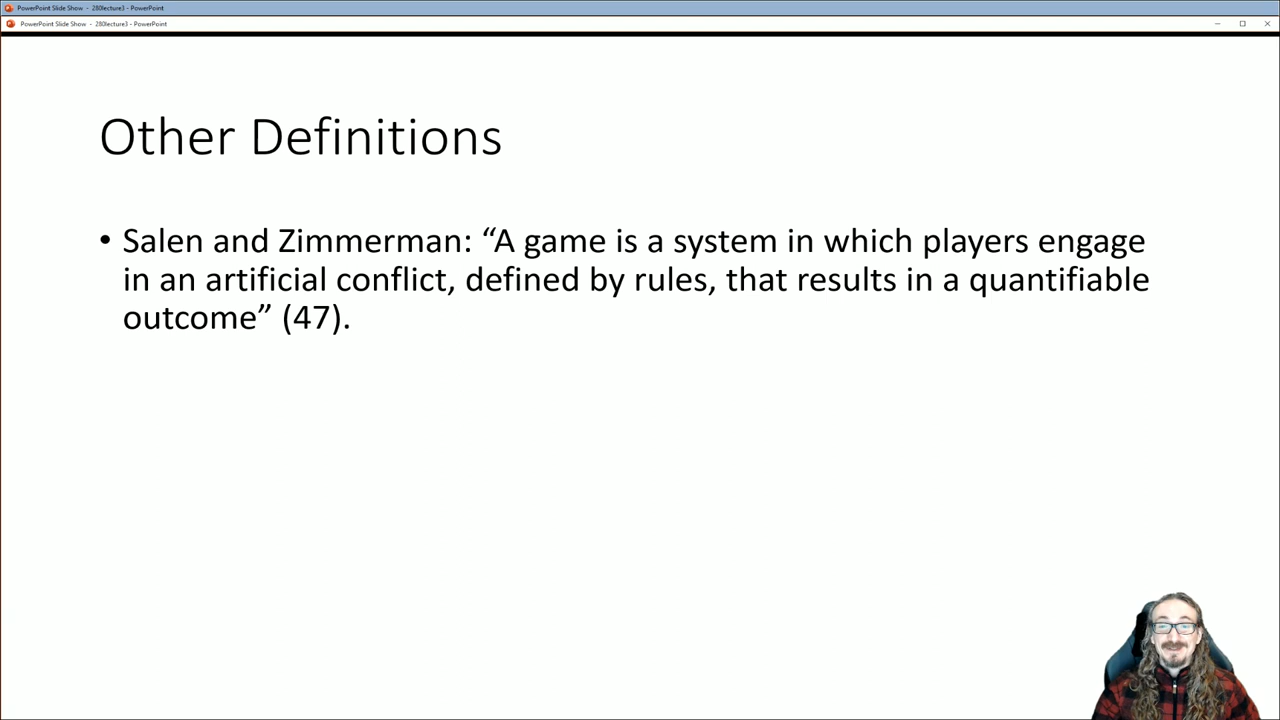 PowerPoint Slide Show - 280lecture3 - PowerPoint
PowerPoint Slide Show - 280lecture3 - PowerPoint
Other Definitions
• Salen and Zimmerman: “A game is a system in which players engage
in an artificial conflict, defined by rules, that results in a quantifiable
outcome” (47).